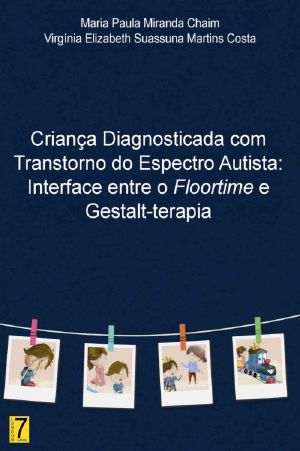 Maria Paula Miranda Chaim
Virgínia Elizabeth Suassuna Martins Costa
Criança Diagnosticada com
Transtorno do Espectro Autista:
Interface entre o Floortime e
Gestalt-terapia
7